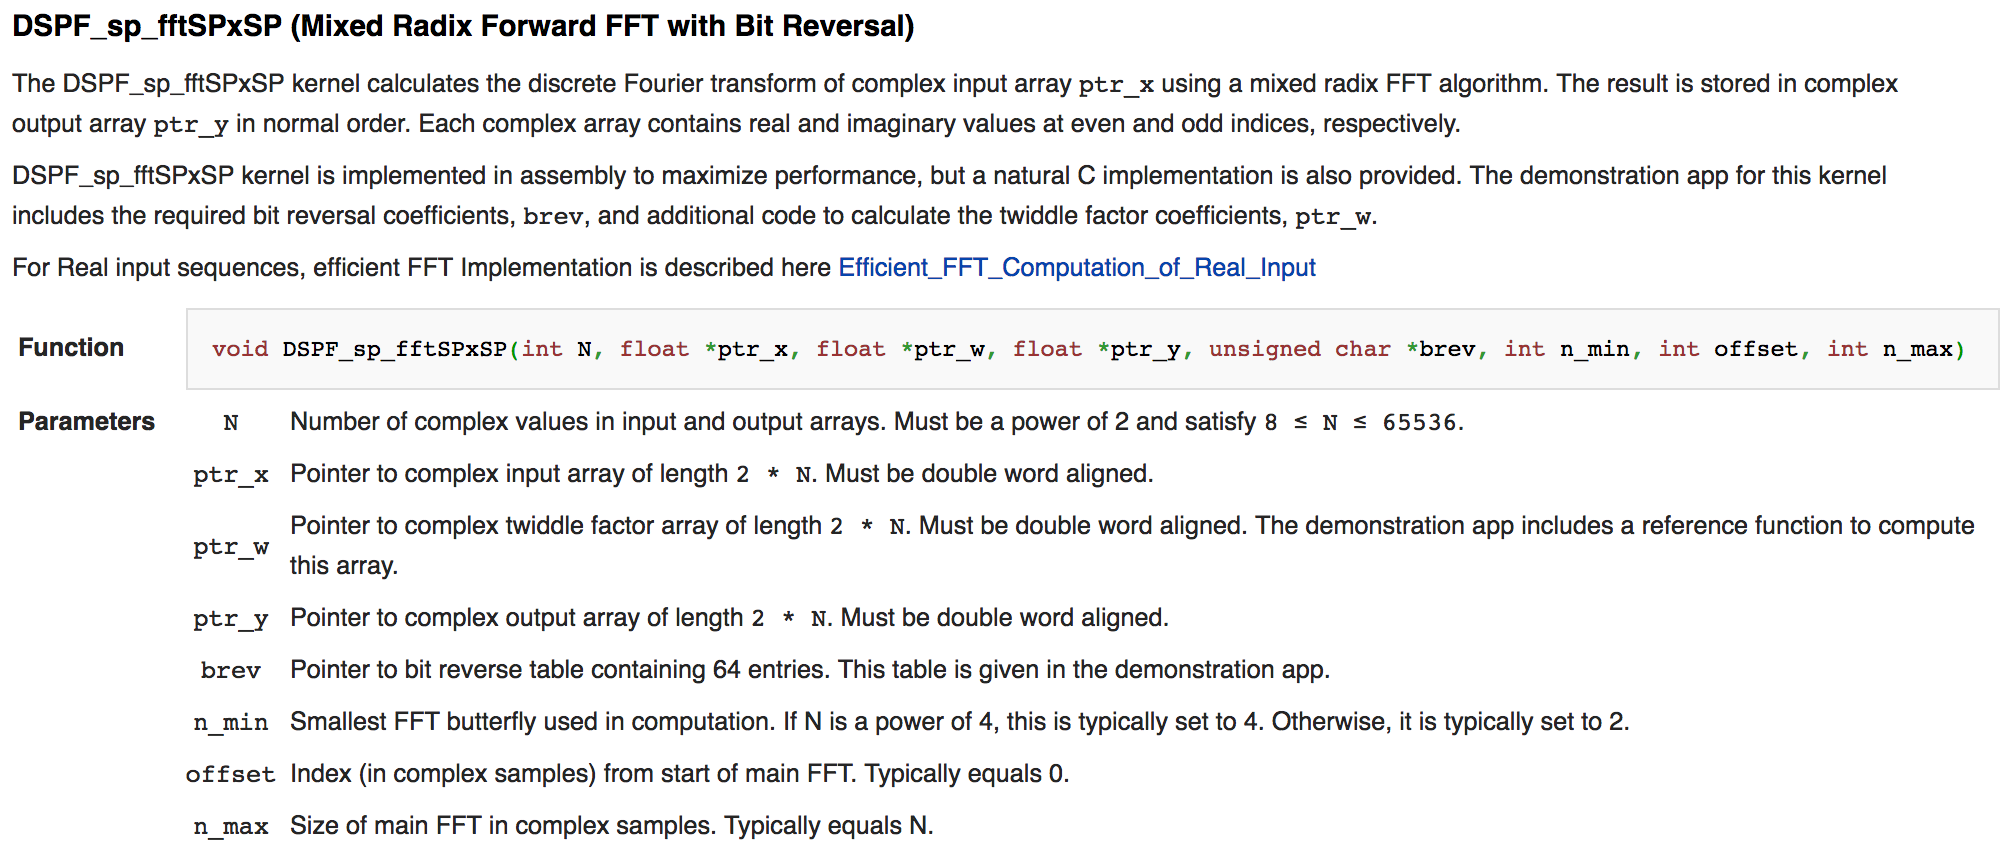 DSPF_sp_fftSPxSP (Mixed Radix Forward FFT with Bit Reversal)
The DSPF_sp_fftSPxSP kernel calculates the discrete Fourier transform of complex input array ptr_x using a mixed radix FFT algorithm. The result is stored in complex
output array ptr_y in normal order. Each complex array contains real and imaginary values at even and odd indices, respectively.
DSPF_sp_fftSPxSP kernel is implemented in assembly to maximize performance, but a natural C implementation is also provided. The demonstration app for this kernel
includes the required bit reversal coefficients, brev, and additional code to calculate the twiddle factor coefficients, ptr_w.
For Real input sequences, efficient FFT Implementation is described here Efficient_FFT_Computation_of_Real_Input
Function void DSPF_sp_fftSPxSP(int N, float *ptr_x, float *ptr_w, float *ptr_y, unsigned char *brev, int n_min, int offset, int n_max)
Parameters N Number of complex values in input and output arrays. Must be a power of 2 and satisfy 8 ≤ N ≤ 65536.
ptr_x Pointer to complex input array of length 2 * N. Must be double word aligned.
ptr_w Pointer to complex twiddle factor array of length 2 * N. Must be double word aligned. The demonstration app includes a reference function to compute
this array.
ptr_y Pointer to complex output array of length 2 * N. Must be double word aligned.
brev Pointer to bit reverse table containing 64 entries. This table is given in the demonstration app.
n_min Smallest FFT butterfly used in computation. If N is a power of 4, this is typically set to 4. Otherwise, it is typically set to 2.
offset Index (in complex samples) from start of main FFT. Typically equals 0.
n_max Size of main FFT in complex samples. Typically equals N.